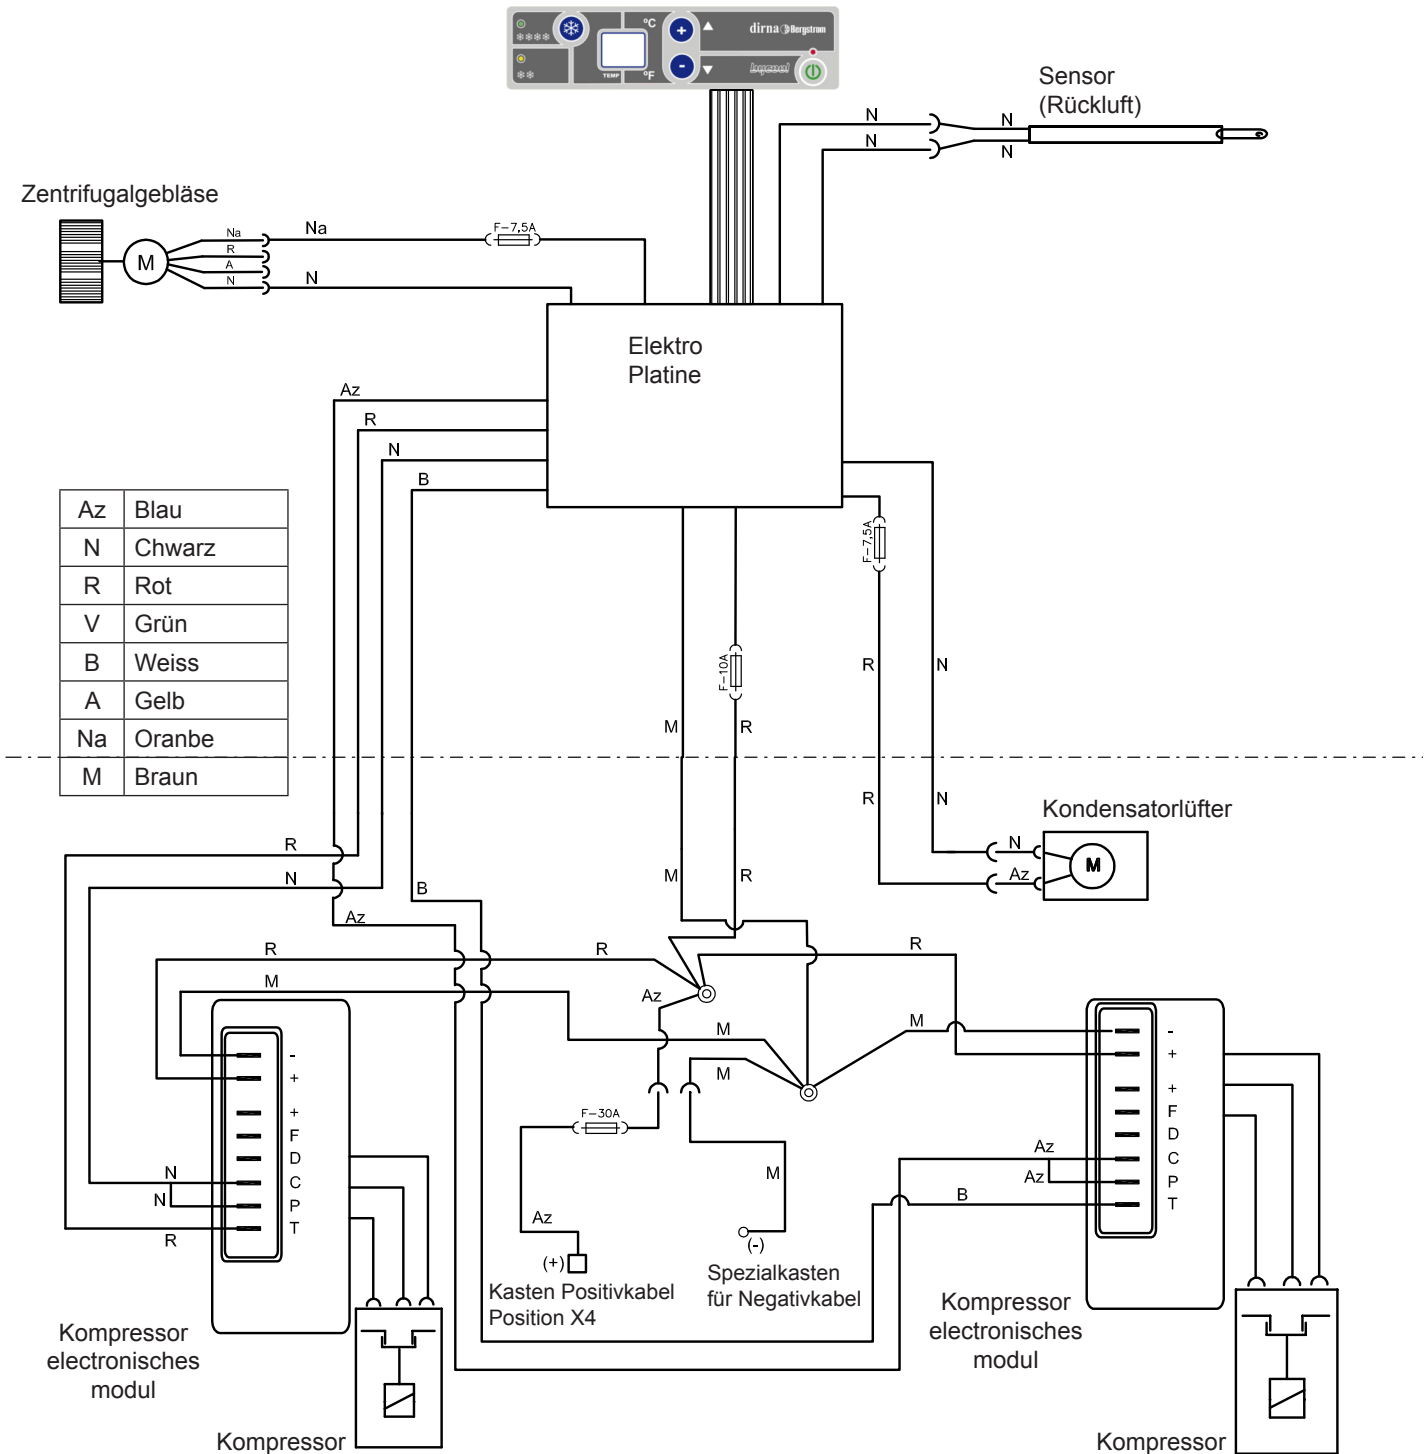 °C
dirna Bergstrom
TEMP
°F
bycool
+
-
Sensor
(Rückluft)
N
N
N
N
Zentrifugalgebläse
M
Na
R
A
N
Na
N
F-7,5A
Elektro
Platine
Az
R
N
B
Az Blau
N Chwarz
R Rot
V Grün
B Weiss
A Gelb
Na Oranbe
M Braun
F-7,5A
F-10A
R
N
M
R
R
N
Kondensatorlüfter
N
Az
M
R
N
B
Az
M
R
R
R
R
M
Az
M
M
M
-
+
+
F
D
C
P
T
N
N
R
F-30A
Az
(+)
Kasten Positivkabel
Position X4
M
(-)
Spezialkasten
für Negativkabel
-
+
+
F
D
C
P
T
Az
Az
B
Kompressor
electronisches
modul
Kompressor
Kompressor
electronisches
modul
Kompressor